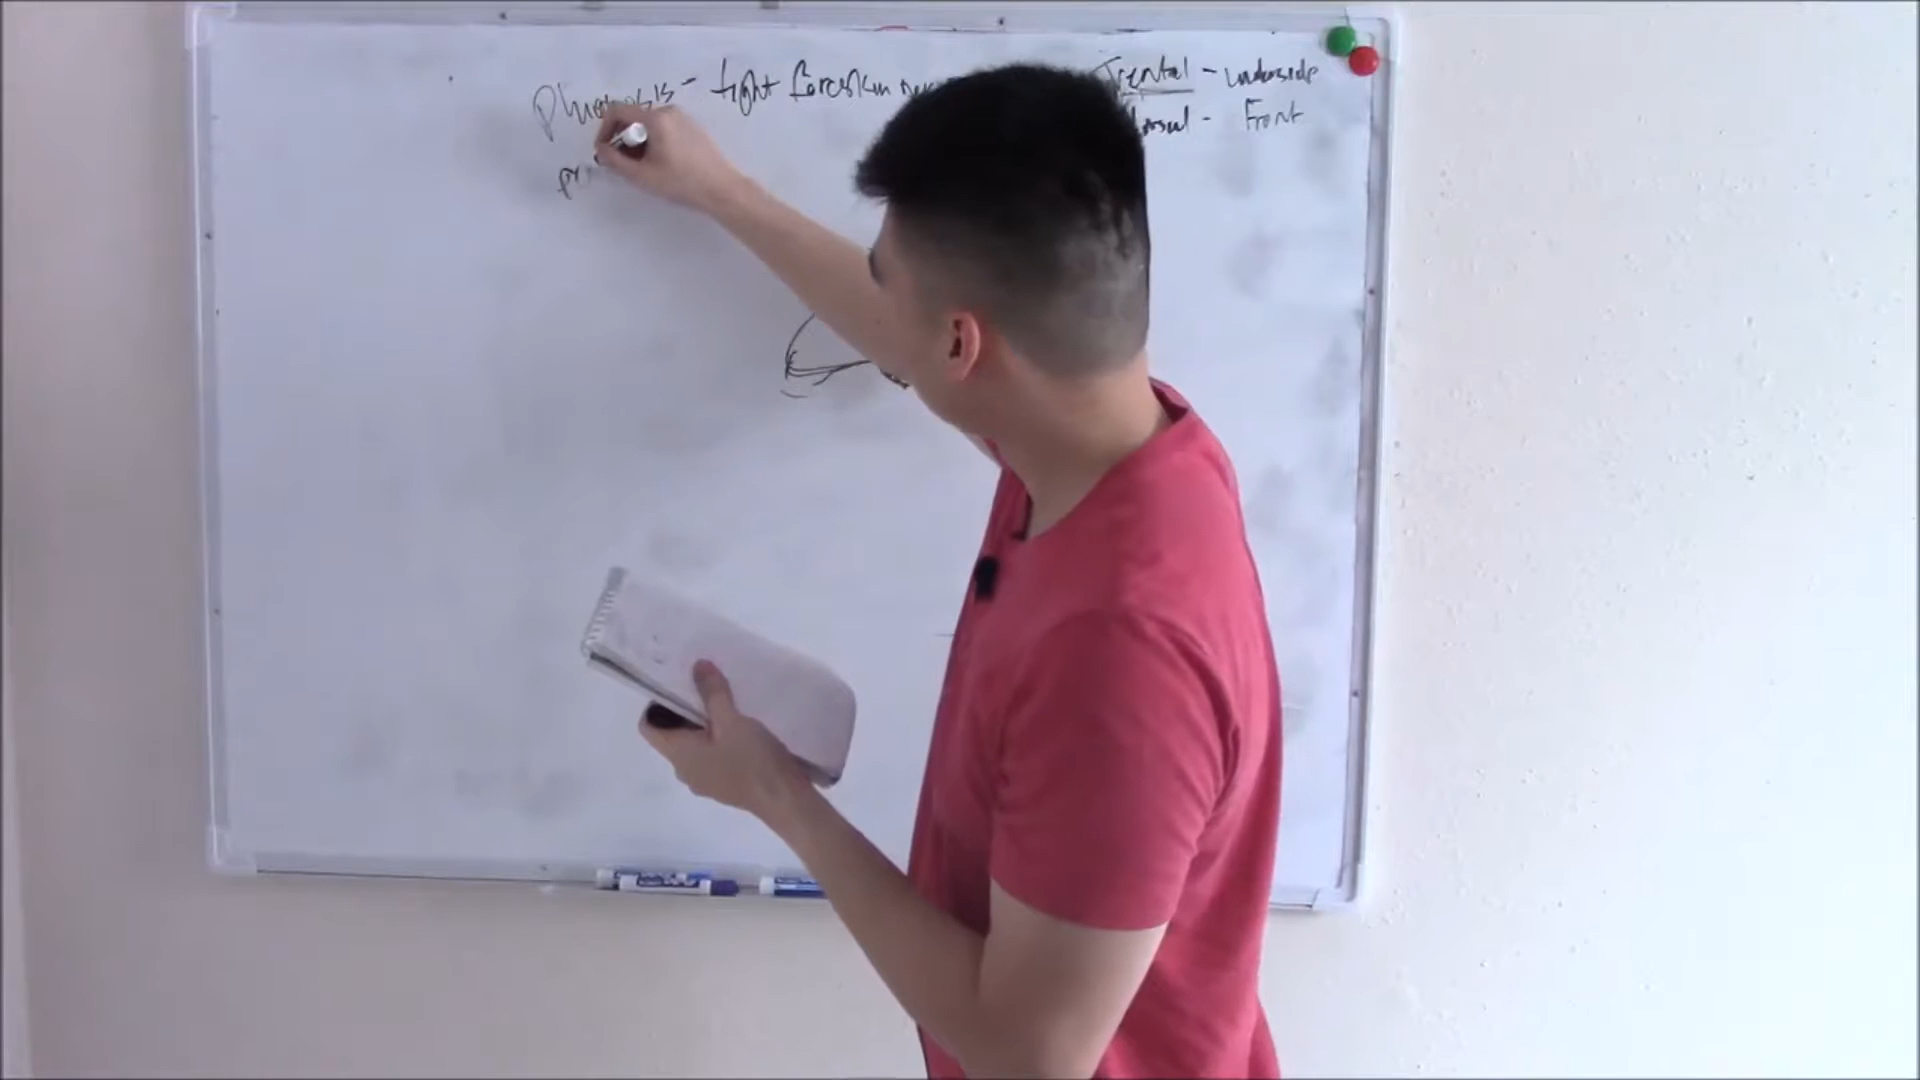 Phimosis - tight foreskin
Ventral - underside
dorsal - Front